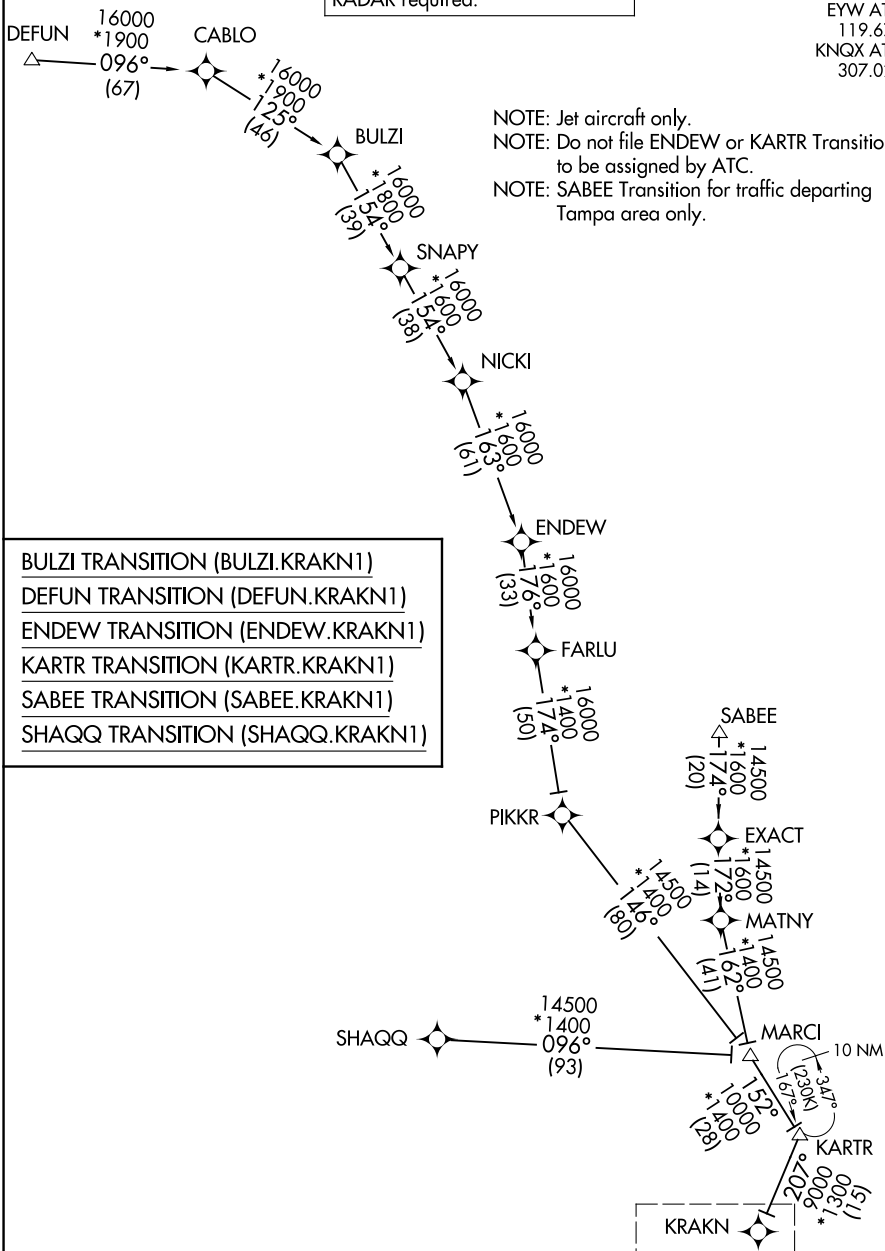 RADAR required.
EYW AT
119.6
KNQX AT
307.0
NOTE: Jet aircraft only.
NOTE: Do not file ENDEW or KARTR Transitio
to be assigned by ATC.
NOTE: SABEE Transition for traffic departing
Tampa area only.
DEFUN
16000
*1900
096°
(67)
CABLO
16000
*1900
125°
(46)
BULZI
16000
*1800
154°
(39)
SNAPY
16000
*1600
154°
(38)
NICKI
16000
*1600
163°
(61)
ENDEW
16000
*1600
176°
(33)
FARLU
16000
*1400
174°
(50)
PIKKR
14500
*1400
146°
(80)
BULZI TRANSITION (BULZI.KRAKN1)
DEFUN TRANSITION (DEFUN.KRAKN1)
ENDEW TRANSITION (ENDEW.KRAKN1)
KARTR TRANSITION (KARTR.KRAKN1)
SABEE TRANSITION (SABEE.KRAKN1)
SHAQQ TRANSITION (SHAQQ.KRAKN1)
SABEE
14500
*1600
174°
(20)
EXACT
14500
*1600
172°
(14)
MATNY
14500
*1400
162°
(41)
SHAQQ
14500
*1400
096°
(93)
MARCI
10 NM
347°
(230K)
167°
152°
10000
*1400
(28)
KARTR
207°
9000
*1300
(15)
KRAKN